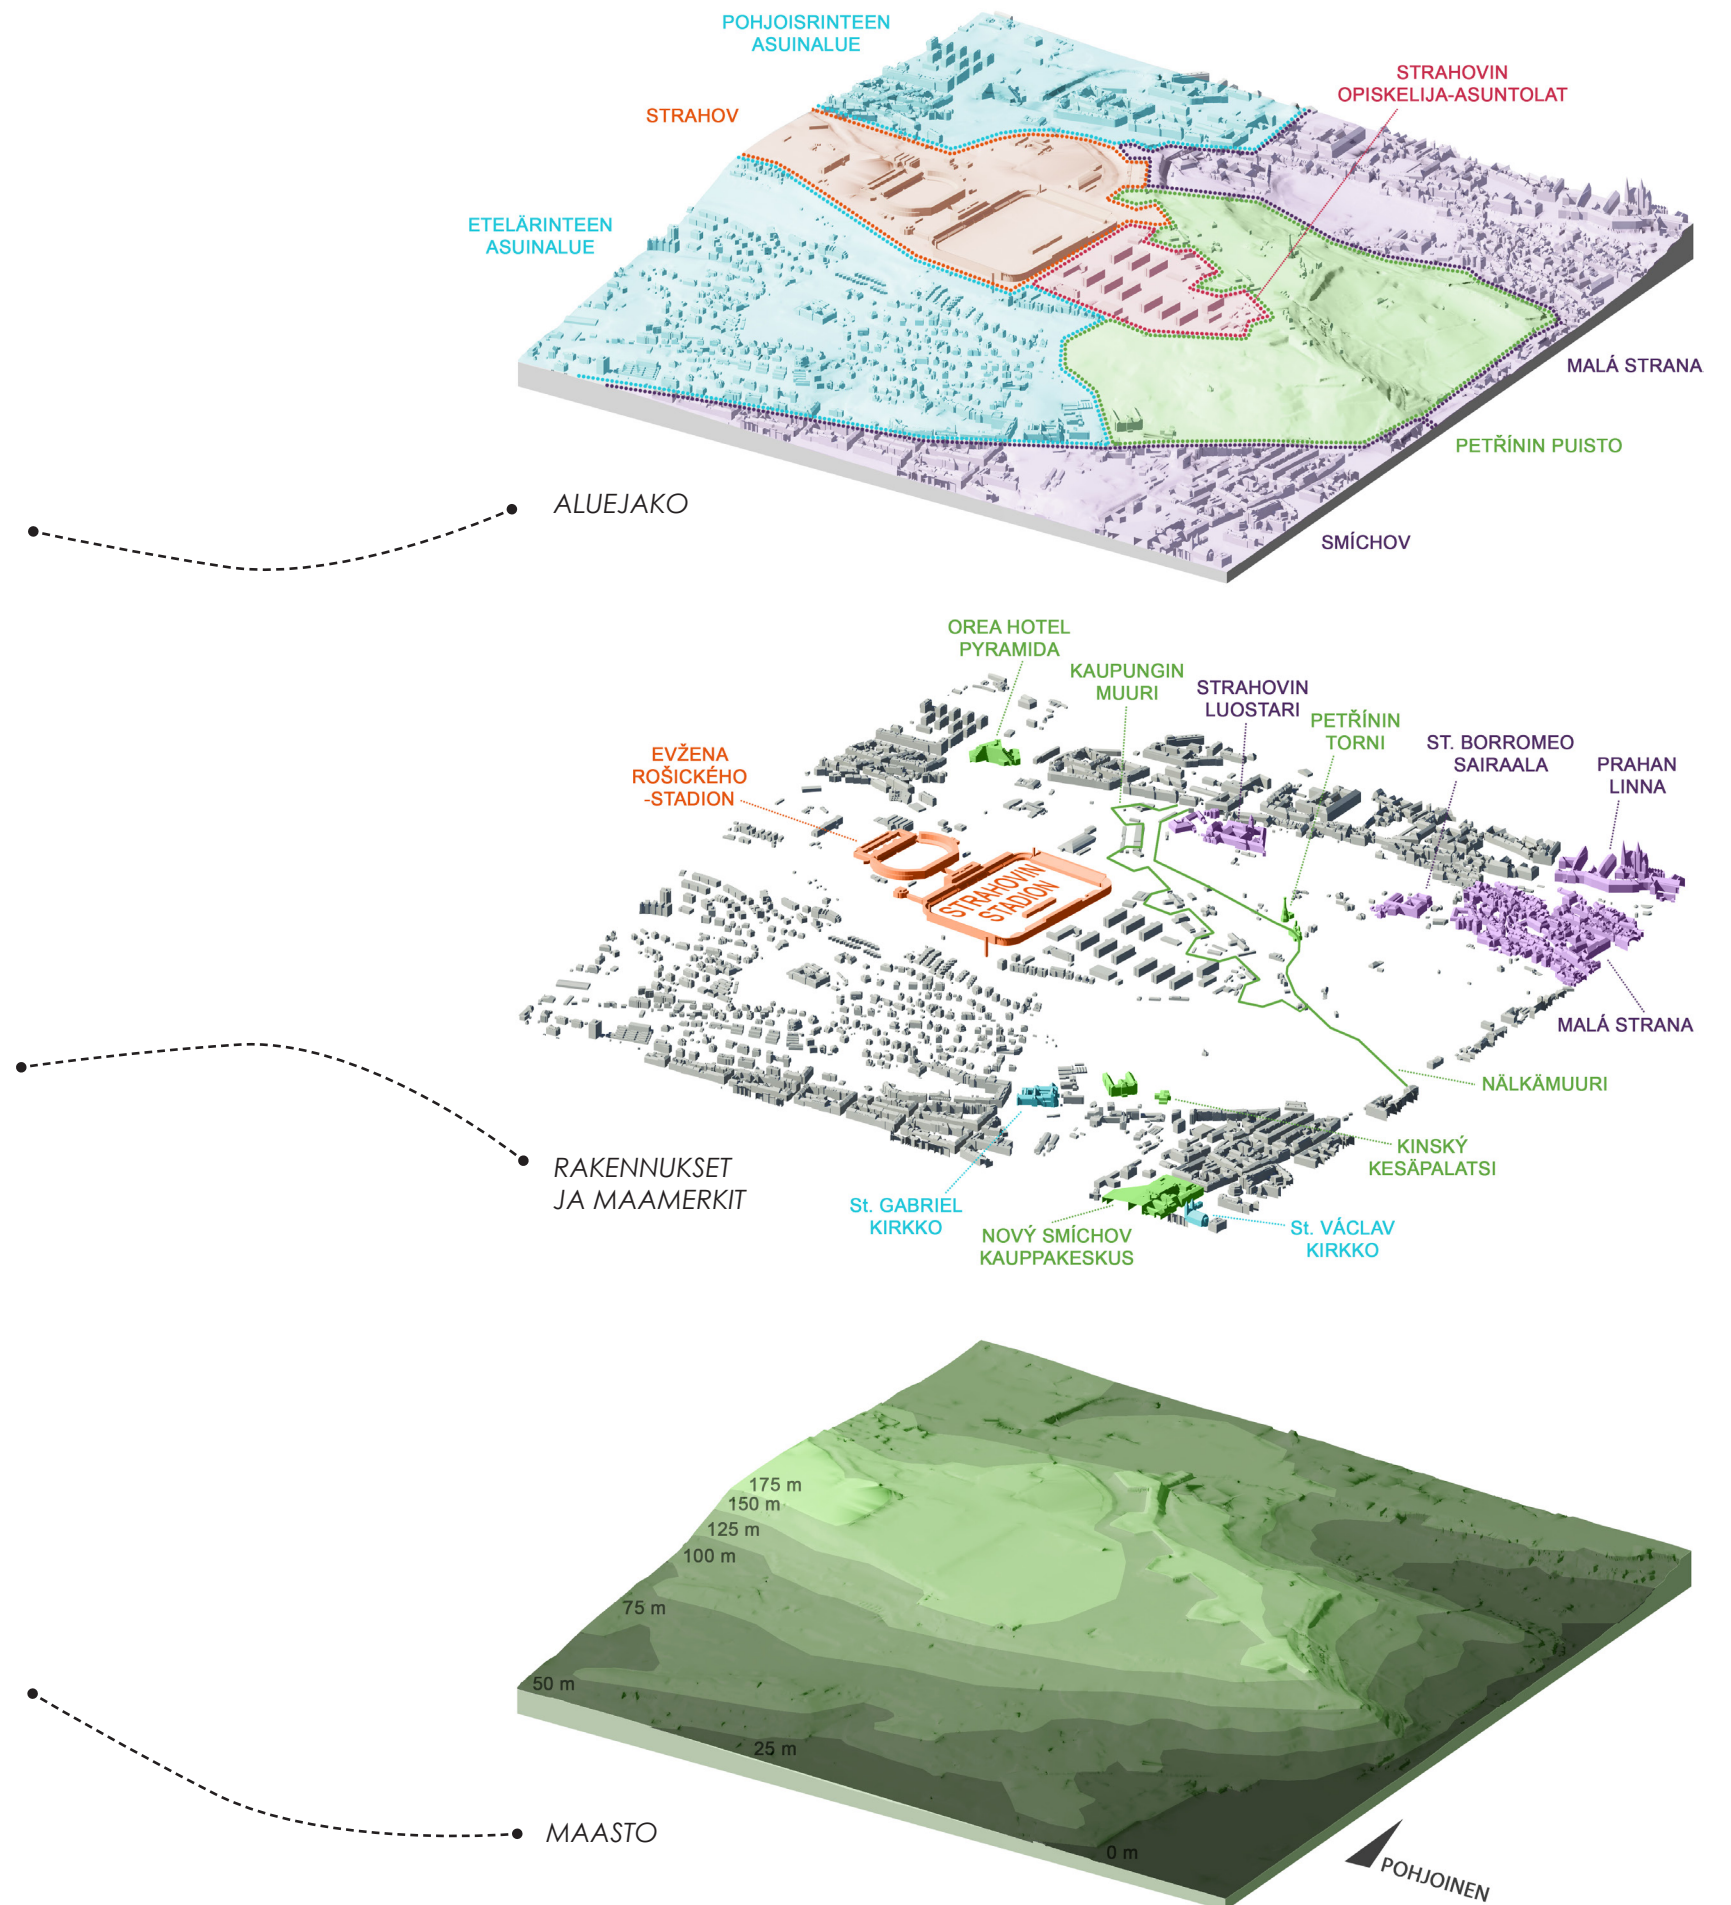 POHJOISRINTEEN
ASUINALUE
STRAHOVIN
OPISKELIJA-ASUNTOLAT
STRAHOV
ETELÄRINTEEN
ASUINALUE
MALÁ STRANA
PETŘÍNIN PUISTO
SMÍCHOV
ALUEJAKO
OREA HOTEL
PYRAMIDA
KAUPUNGIN
MUURI
STRAHOVIN
LUOSTARI
PETŘÍNIN
TORNI
ST. BORROMEO
SAIRAALA
PRAHAN
LINNA
EVŽENA
ROŠICKÉHO
-STADION
STRAHOVIN
STADION
MALÁ STRANA
NÄLKÄMUURI
KINSKÝ
KESÄPALATSI
St. GABRIEL
KIRKKO
NOVÝ SMÍCHOV
KAUPPAKESKUS
St. VÁCLAV
KIRKKO
RAKENNUKSET
JA MAAMERKIT
175 m
150 m
125 m
100 m
75 m
50 m
25 m
0 m
MAASTO
POHJOINEN